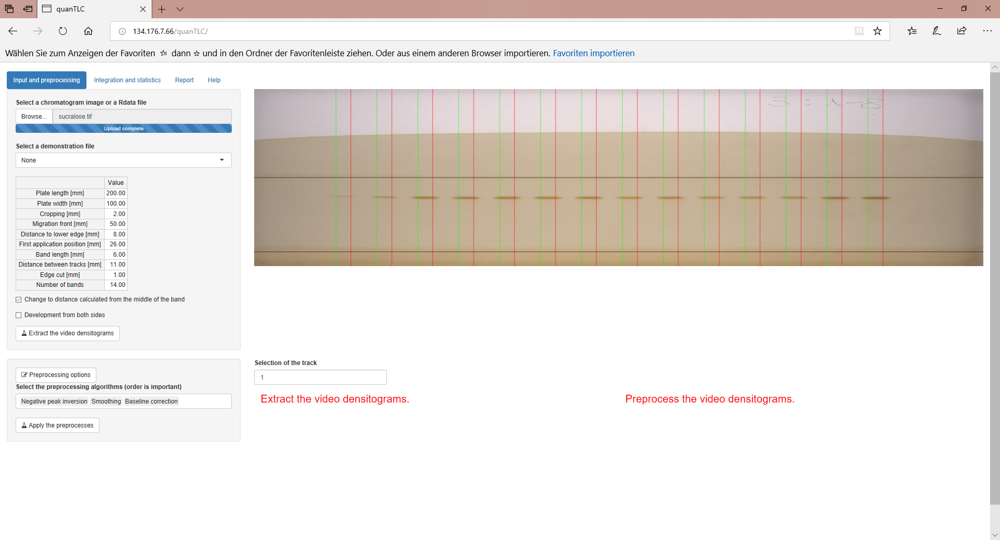 quanTLC
134.176.7.66/quanTLC/
Wählen Sie zum Anzeigen der Favoriten dann und in den Ordner der Favoritenleiste ziehen. Oder aus einem anderen Browser importieren. Favoriten importieren
Input and preprocessing Integration and statistics Report Help
Select a chromatogram image or a Rdata file
Browse... sucralose.tif
Upload complete
Select a demonstration file
None
Value
Plate length [mm] 200.00
Plate width [mm] 100.00
Cropping [mm] 2.00
Migration front [mm] 50.00
Distance to lower edge [mm] 8.00
First application position [mm] 26.00
Band length [mm] 6.00
Distance between tracks [mm] 11.00
Edge cut [mm] 1.00
Number of bands 14.00
Change to distance calculated from the middle of the band
Development from both sides
Extract the video densitograms
Preprocessing options
Select the preprocessing algorithms (order is important)
Negative peak inversion Smoothing Baseline correction
Apply the preprocesses
Selection of the track
1
Extract the video densitograms.
Preprocess the video densitograms.